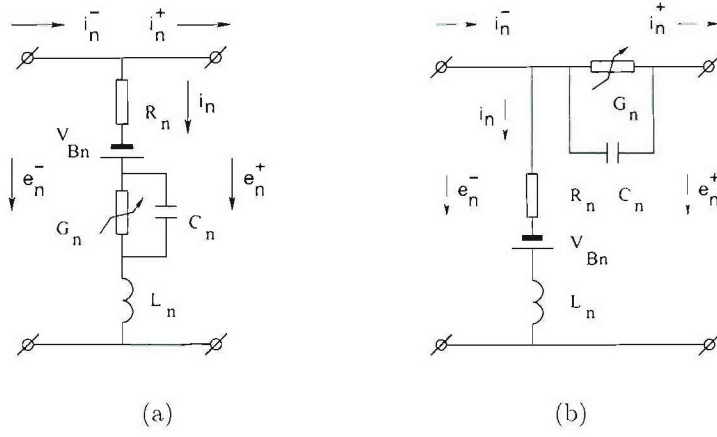 i_n^- i_n^+
R_n i_n
V_Bn
e_n^- e_n^+
G_n C_n
L_n
(a)
i_n^- i_n^+
G_n
i_n
e_n^- R_n C_n e_n^+
V_Bn
L_n
(b)